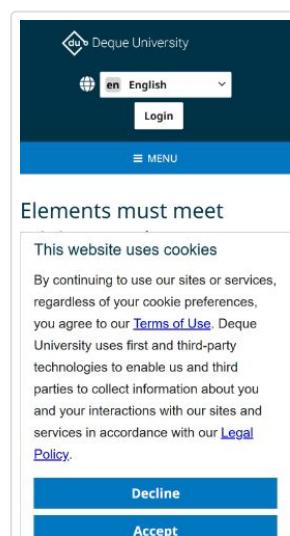 du Deque University
en English
Login
≡ MENU
Elements must meet
This website uses cookies
By continuing to use our sites or services,
regardless of your cookie preferences,
you agree to our Terms of Use. Deque
University uses first and third-party
technologies to enable us and third
parties to collect information about you
and your interactions with our sites and
services in accordance with our Legal
Policy.
Decline
Accept